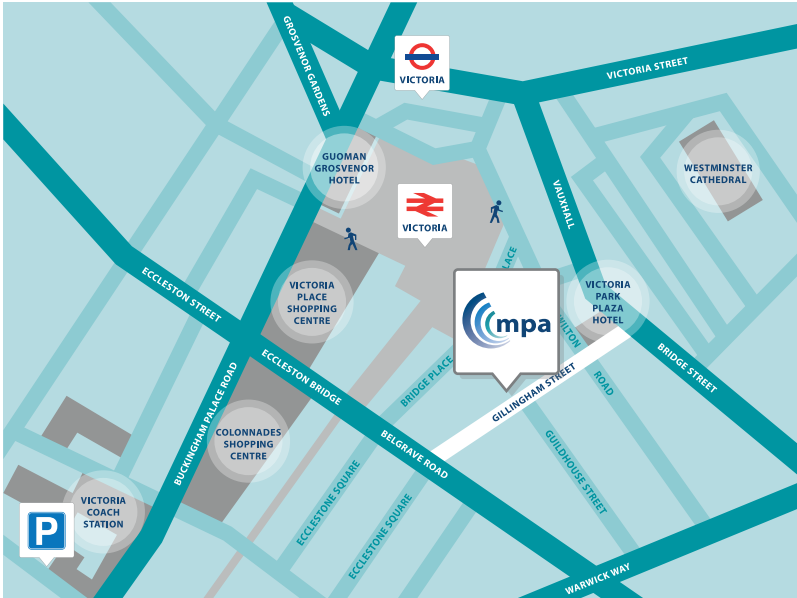 GROSVENOR GARDENS
VICTORIA
VICTORIA STREET
GUOMAN
GROSVENOR
HOTEL
WESTMINSTER
CATHEDRAL
VAUXHALL
VICTORIA
PLACE
ECCLESTON STREET
VICTORIA
PLACE
SHOPPING
CENTRE
VICTORIA
PARK
PLAZA
HOTEL
mpa
WILTON
ROAD
BRIDGE STREET
ECCLESTON BRIDGE
BRIDGE PLACE
GILLINGHAM STREET
BUCKINGHAM PALACE ROAD
COLONNADES
SHOPPING
CENTRE
BELGRAVE ROAD
GUILDHOUSE STREET
ECCLESTONE SQUARE
ECCLESTONE SQUARE
VICTORIA
COACH
STATION
P
WARWICK WAY